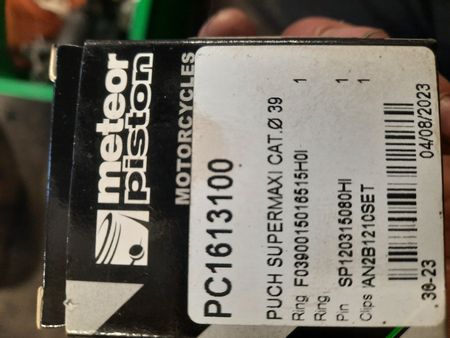 meteor
piston
MOTORCYCLES
PC1613100
PUCH SUPERMAXI CAT.Ø 39
Ring F0390015016515H0I 1
Ring
Pin SP120315080HI 1
Clips 'AN2B1210SET 1
04/08/2023
38-23